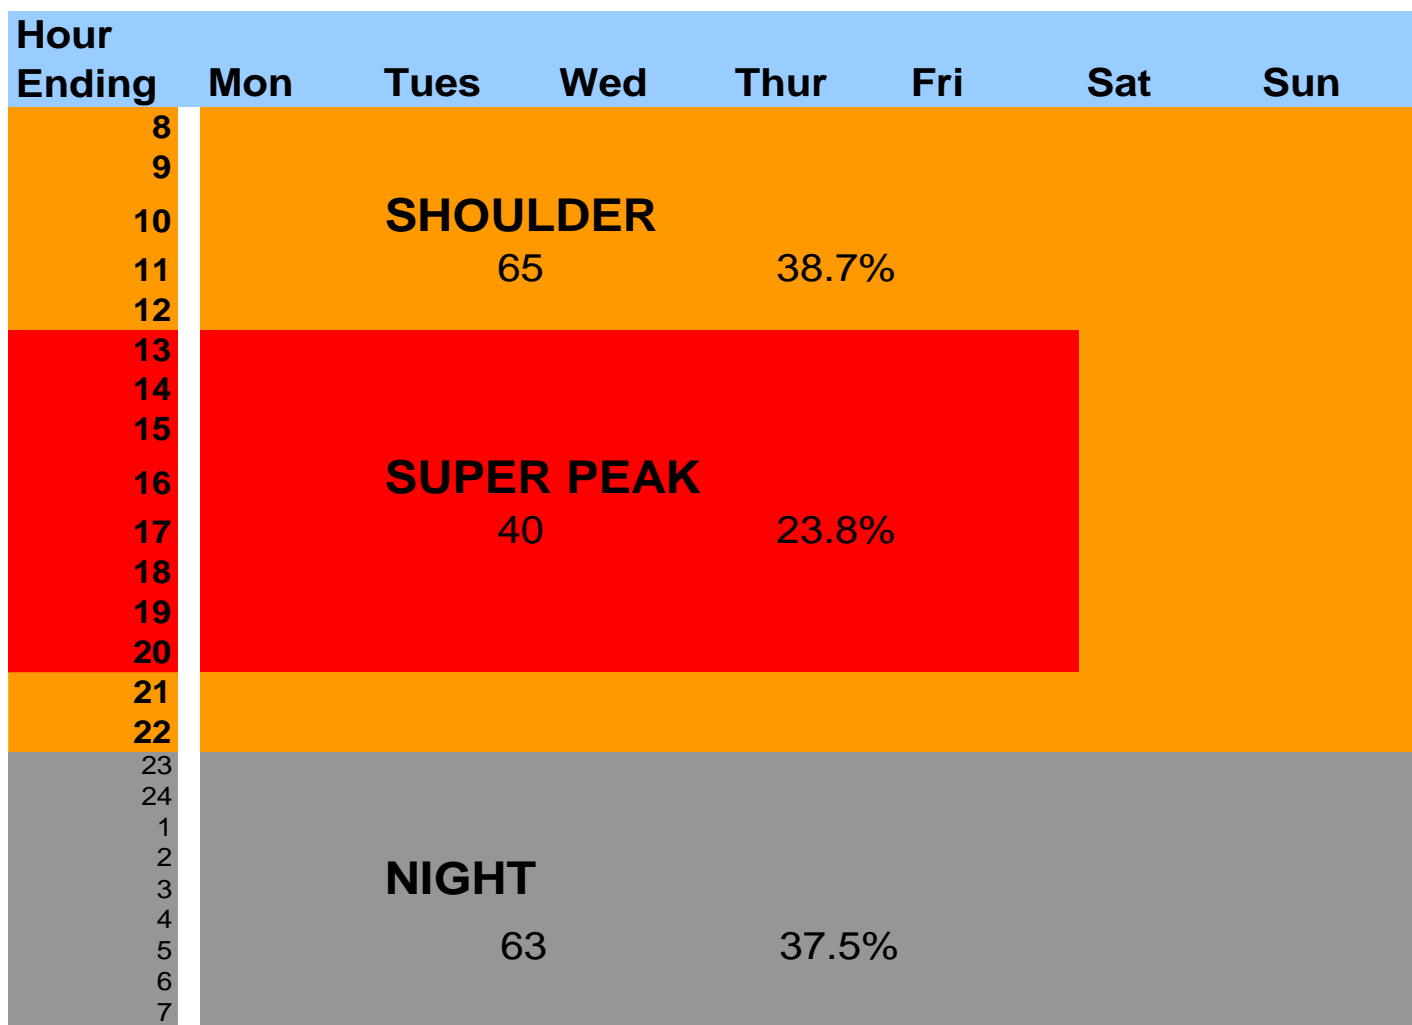 Hour
Ending Mon Tues Wed Thur Fri Sat Sun
8
9
10 SHOULDER
11 65 38.7%
12
13
14
15
16 SUPER PEAK
17 40 23.8%
18
19
20
21
22
23
24
1
2
3 NIGHT
4
5 63 37.5%
6
7